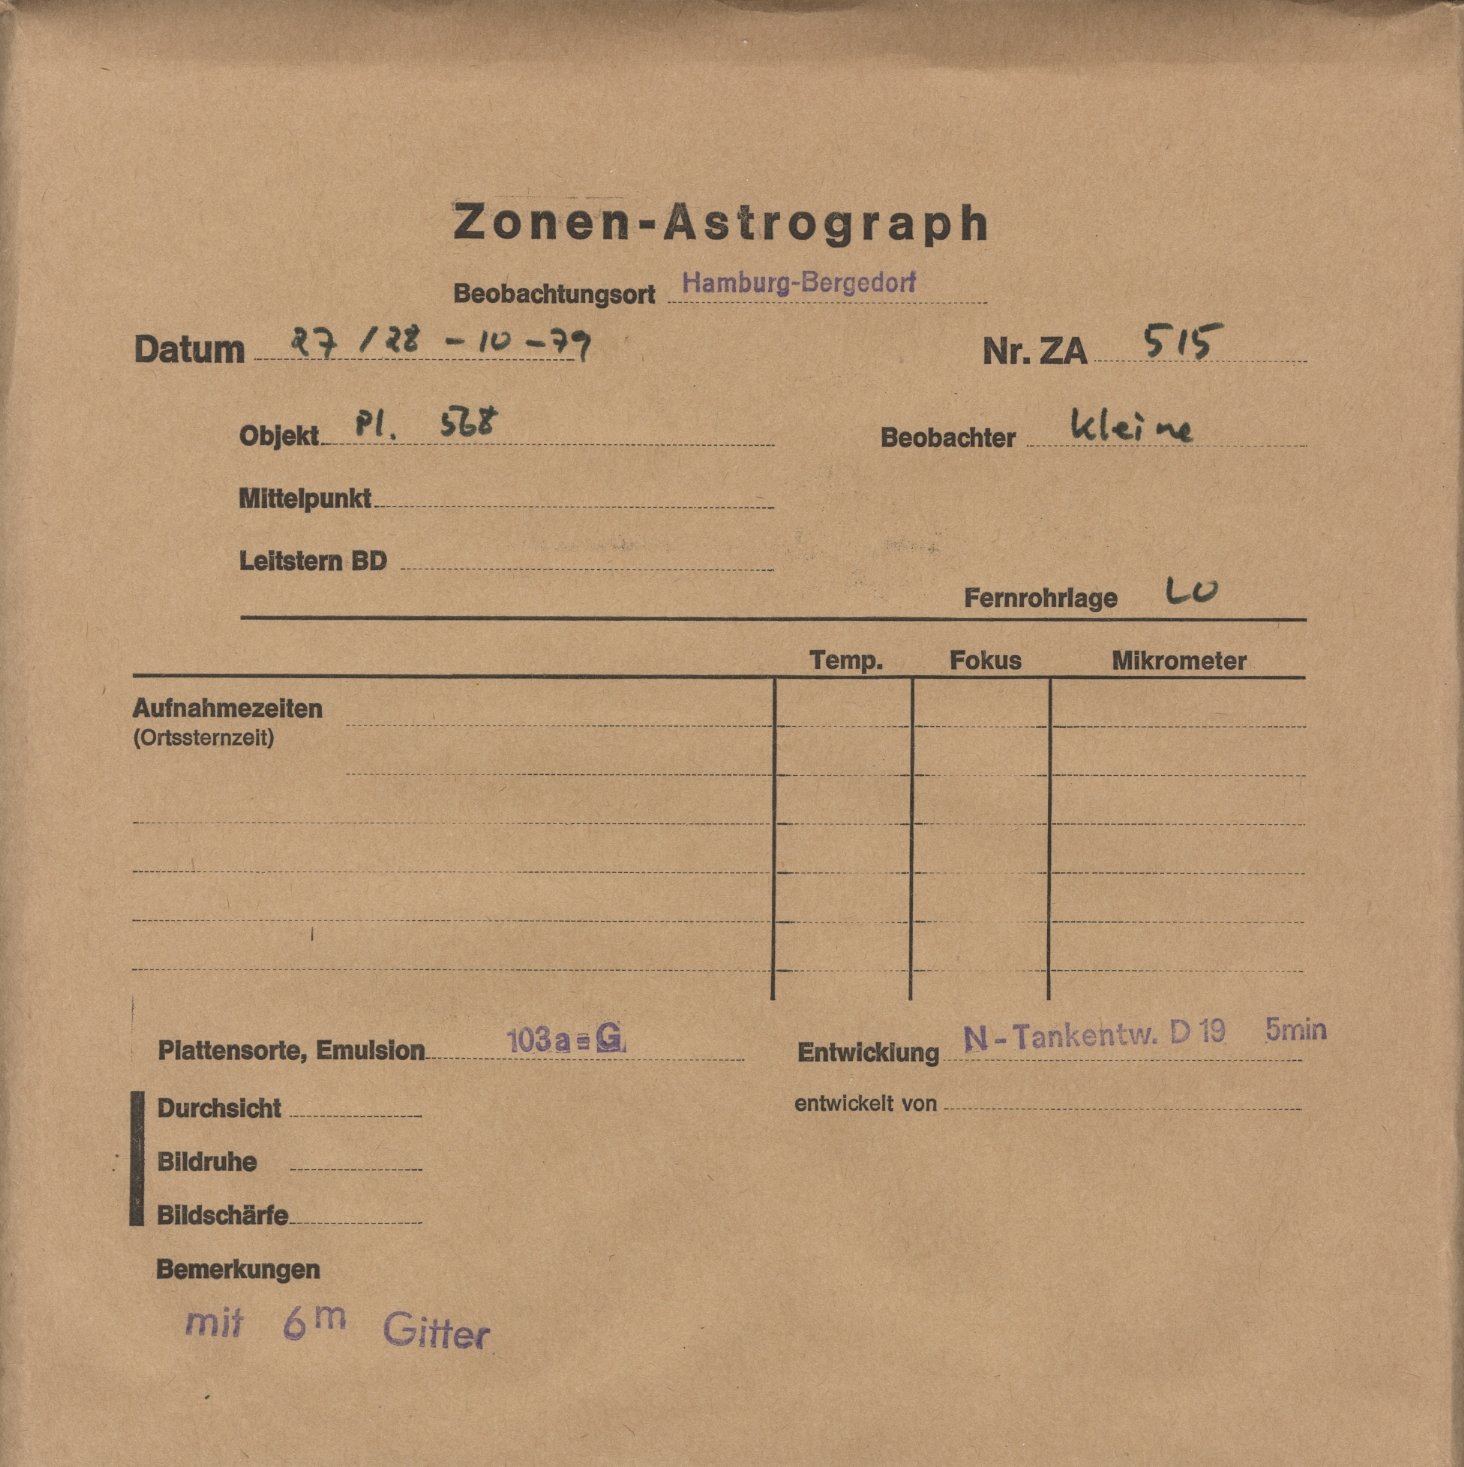 Zonen-Astrograph
Beobachtungsort Hamburg-Bergedorf
Datum 27/28-10-79 Nr. ZA 515
Objekt Pl. 568 Beobachter Kleine
Mittelpunkt
Leitstern BD
Fernrohrlage LO
Temp. Fokus Mikrometer
Aufnahmezeiten
(Ortssternzeit)
Plattensorte, Emulsion 103a-G Entwicklung N-Tankentw. D 19 5min
Durchsicht entwickelt von
Bildruhe
Bildschärfe
Bemerkungen
mit 6m Gitter